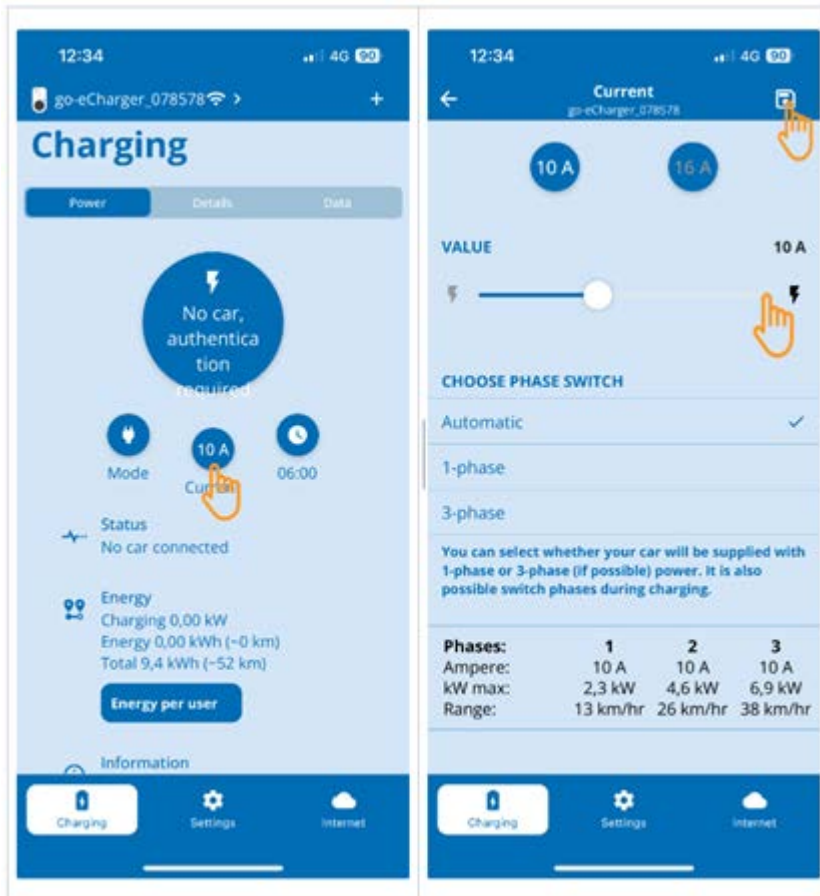 12:34
4G 90
go-eCharger_078578 >
+
Charging
Power Details Data
No car,
authentica
tion
required
10 A
Mode
06:00
Status
No car connected
Energy
Charging 0,00 kW
Energy 0,00 kWh (~0 km)
Total 9,4 kWh (~52 km)
Energy per user
Information
Charging Settings Internet
12:34
4G 90
Current
go-eCharger_078578
10 A 16 A
VALUE 10 A
CHOOSE PHASE SWITCH
Automatic
1-phase
3-phase
You can select whether your car will be supplied with
1-phase or 3-phase (if possible) power. It is also
possible switch phases during charging.
Phases: 1 2 3
Ampere: 10 A 10 A 10 A
kW max: 2,3 kW 4,6 kW 6,9 kW
Range: 13 km/hr 26 km/hr 38 km/hr
Charging Settings Internet